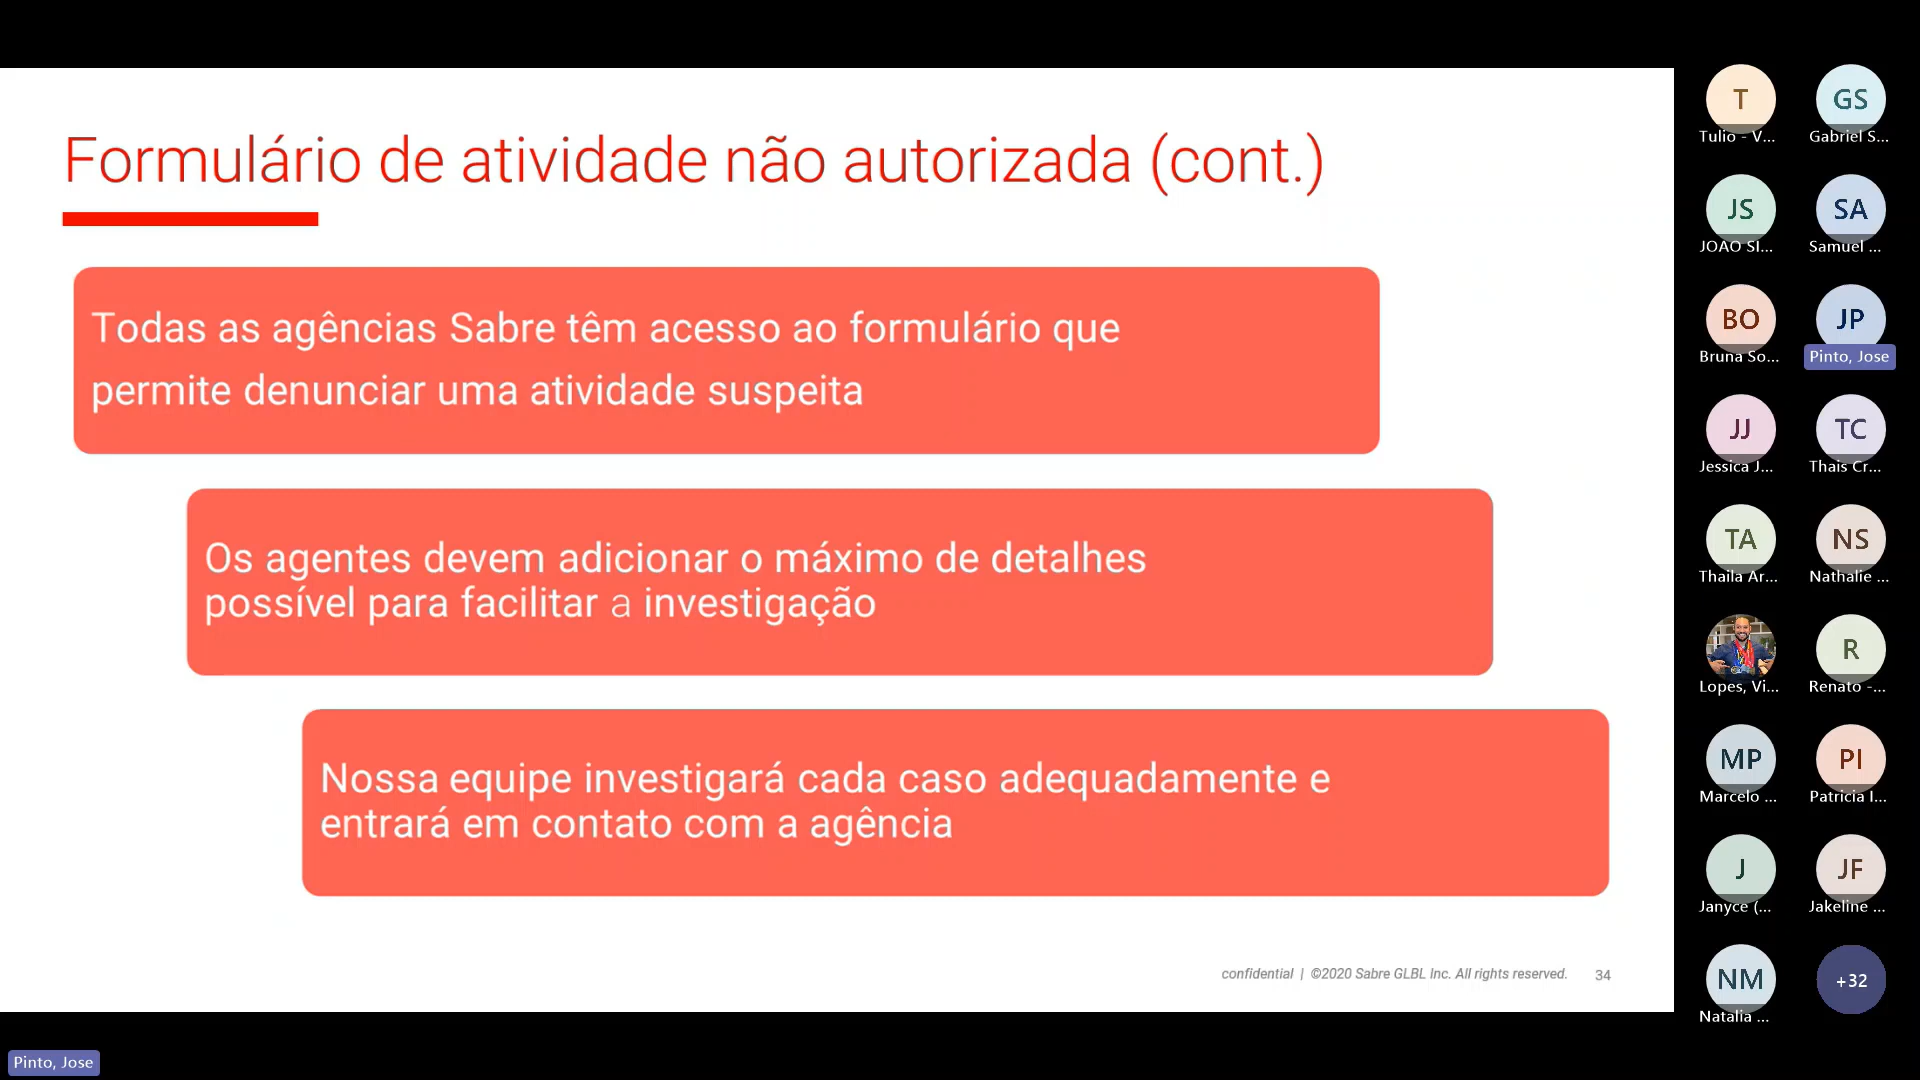 Formulário de atividade não autorizada (cont.)
Todas as agências Sabre têm acesso ao formulário que
permite denunciar uma atividade suspeita
Os agentes devem adicionar o máximo de detalhes
possível para facilitar a investigação
Nossa equipe investigará cada caso adequadamente e
entrará em contato com a agência
confidential | ©2020 Sabre GLBL Inc. All rights reserved. 34
T GS
Tulio - V... Gabriel S...
JS SA
JOAO SI... Samuel ...
BO JP
Bruna So... Pinto, Jose
JJ TC
Jessica J... Thais Cr...
TA NS
Thaila Ar... Nathalie ...
R
Lopes, Vi... Renato -...
MP PI
Marcelo ... Patricia I...
J JF
Janyce (... Jakeline ...
NM +32
Natalia ...
Pinto, Jose